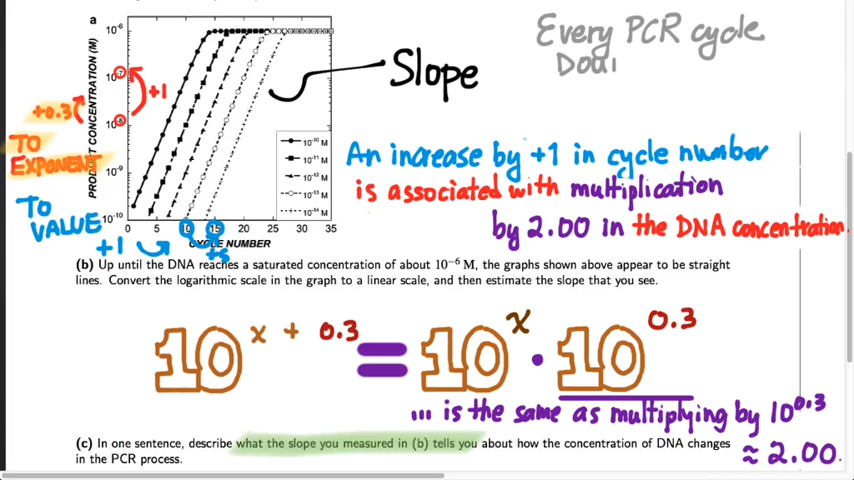 Every PCR cycle
Doul
a
10-6
10-7
10-8
10-9
10-10
PRODUCT CONCENTRATION (M)
0 5 10 15 20 25 30 35
CYCLE NUMBER
10-10 M
10-11 M
10-12 M
10-13 M
10-14 M
Slope
+1
+0.3
TO
EXPONENT
TO
VALUE
+1
+5
An increase by +1 in cycle number
is associated with multiplication
by 2.00 in the DNA concentration.
(b) Up until the DNA reaches a saturated concentration of about 10−6 M, the graphs shown above appear to be straight
lines. Convert the logarithmic scale in the graph to a linear scale, and then estimate the slope that you see.
10 x + 0.3 = 10 x · 10 0.3
... is the same as multiplying by 10 0.3
≈ 2.00.
(c) In one sentence, describe what the slope you measured in (b) tells you about how the concentration of DNA changes
in the PCR process.